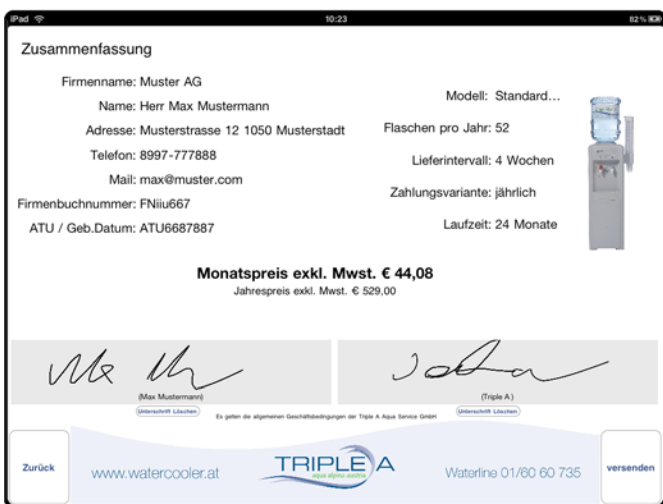 iPad 10:23 82 %
Zusammenfassung
Firmenname: Muster AG
Name: Herr Max Mustermann
Adresse: Musterstrasse 12 1050 Musterstadt
Telefon: 8997-777888
Mail: max@muster.com
Firmenbuchnummer: FNiiu667
ATU / Geb.Datum: ATU6687887
Modell: Standard...
Flaschen pro Jahr: 52
Lieferintervall: 4 Wochen
Zahlungsvariante: jährlich
Laufzeit: 24 Monate
Monatspreis exkl. Mwst. € 44,08
Jahrespreis exkl. Mwst. € 529,00
(Max Mustermann)
Unterschrift Löschen
(Triple A )
Unterschrift Löschen
Es gelten die allgemeinen Geschäftsbedingungen der Triple A Aqua Service GmbH
Zurück
www.watercooler.at
TRIPLE A
aqua alpina austria
Waterline 01/60 60 735
versenden